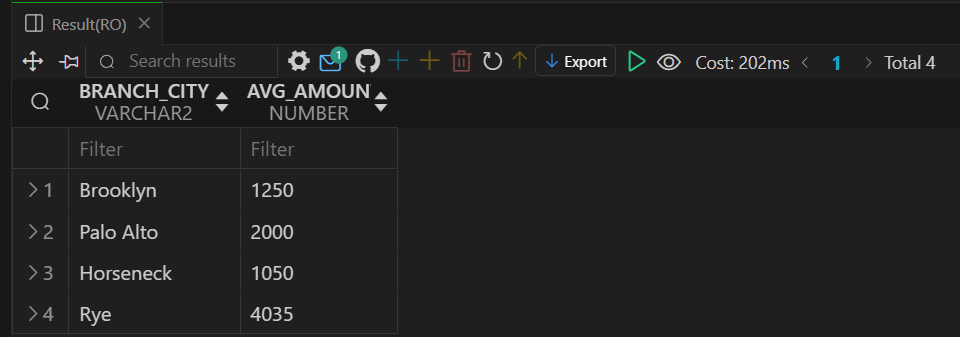 Result(RO)
Search results 1 Export Cost: 202ms 1 Total 4
BRANCH_CITY AVG_AMOUN
VARCHAR2 NUMBER
Filter Filter
1 Brooklyn 1250
2 Palo Alto 2000
3 Horseneck 1050
4 Rye 4035